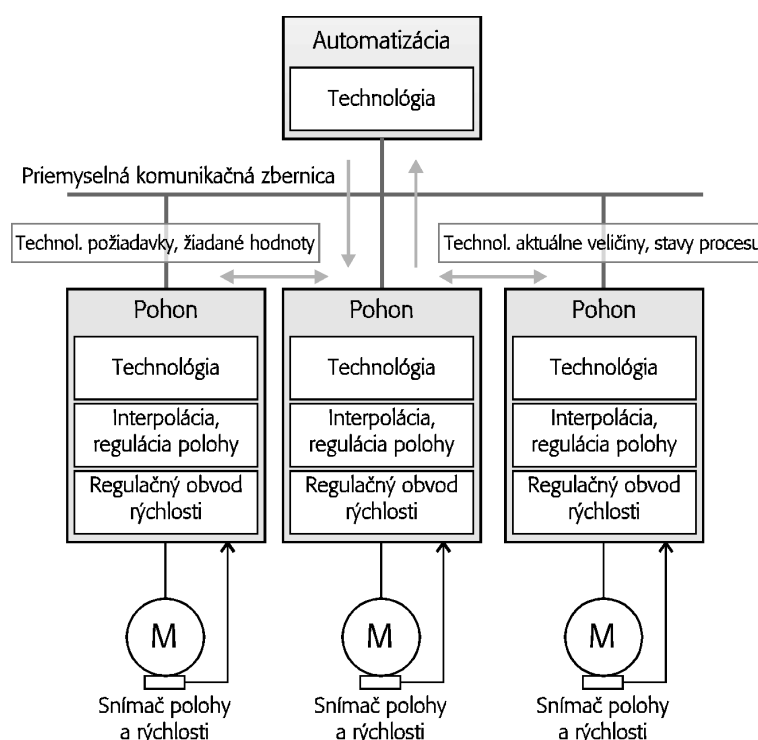 Automatizácia
Technológia
Priemyselná komunikačná zbernica
Technol. požiadavky, žiadané hodnoty
Technol. aktuálne veličiny, stavy procesu
Pohon
Technológia
Interpolácia,
regulácia polohy
Regulačný obvod
rýchlosti
M
Snímač polohy
a rýchlosti
Pohon
Technológia
Interpolácia,
regulácia polohy
Regulačný obvod
rýchlosti
M
Snímač polohy
a rýchlosti
Pohon
Technológia
Interpolácia,
regulácia polohy
Regulačný obvod
rýchlosti
M
Snímač polohy
a rýchlosti